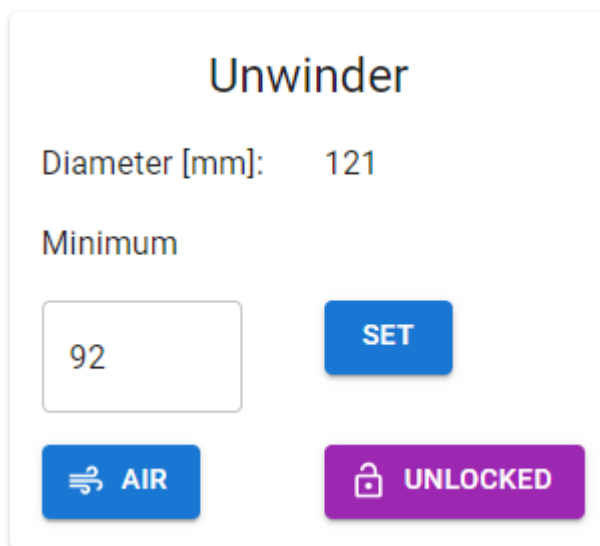 Unwinder
Diameter [mm]: 121
Minimum
92 SET
AIR UNLOCKED